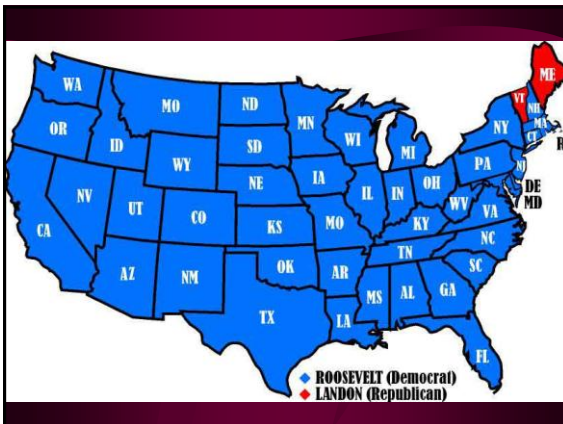 WA
MO
ND
MN
ME
VT
NH
MA
CT
R
OR
ID
WY
SD
WI
MI
NY
PA
NJ
DE
MD
NV
UT
CO
NE
IA
IL
IN
OH
WV
VA
CA
KS
MO
KY
NC
TN
AZ
NM
OK
AR
SC
TX
LA
MS
AL
GA
FL
ROOSEVELT (Democrat)
LANDON (Republican)